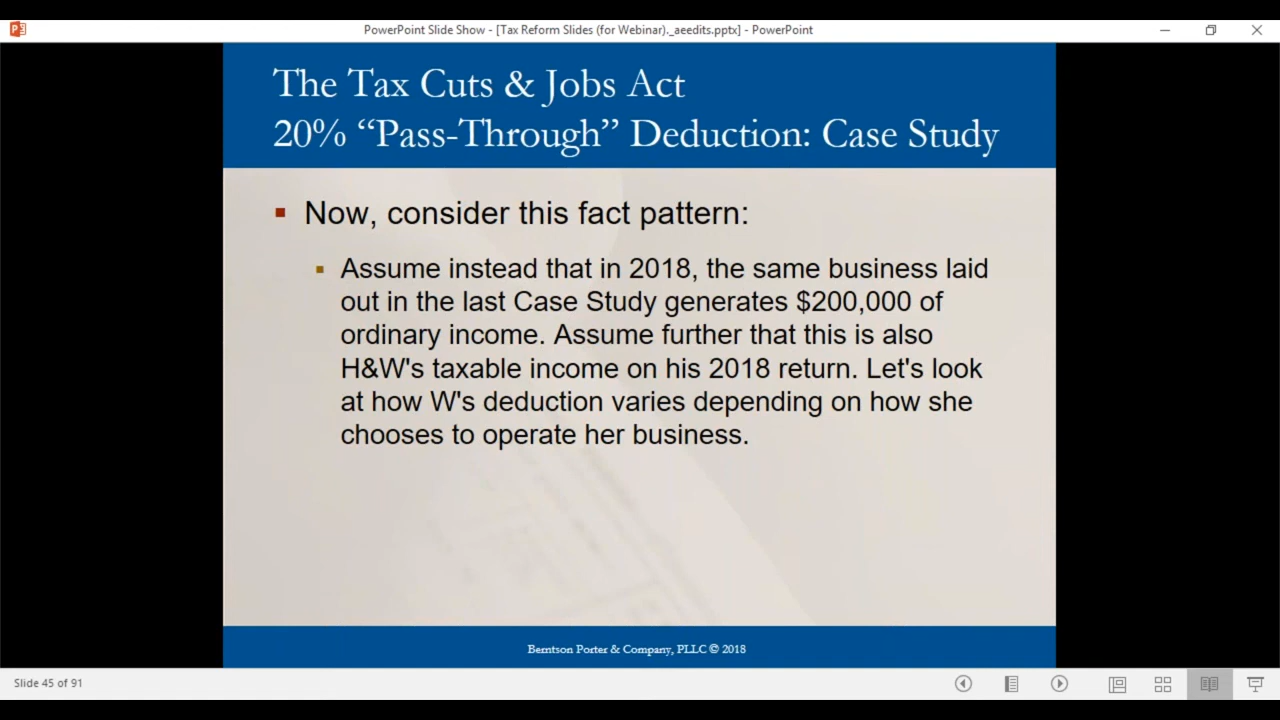 PowerPoint Slide Show - [Tax Reform Slides (for Webinar)._aeedits.pptx] - PowerPoint
The Tax Cuts & Jobs Act
20% “Pass-Through” Deduction: Case Study
Now, consider this fact pattern:
Assume instead that in 2018, the same business laid
out in the last Case Study generates $200,000 of
ordinary income. Assume further that this is also
H&W's taxable income on his 2018 return. Let's look
at how W's deduction varies depending on how she
chooses to operate her business.
Berntson Porter & Company, PLLC © 2018
Slide 45 of 91